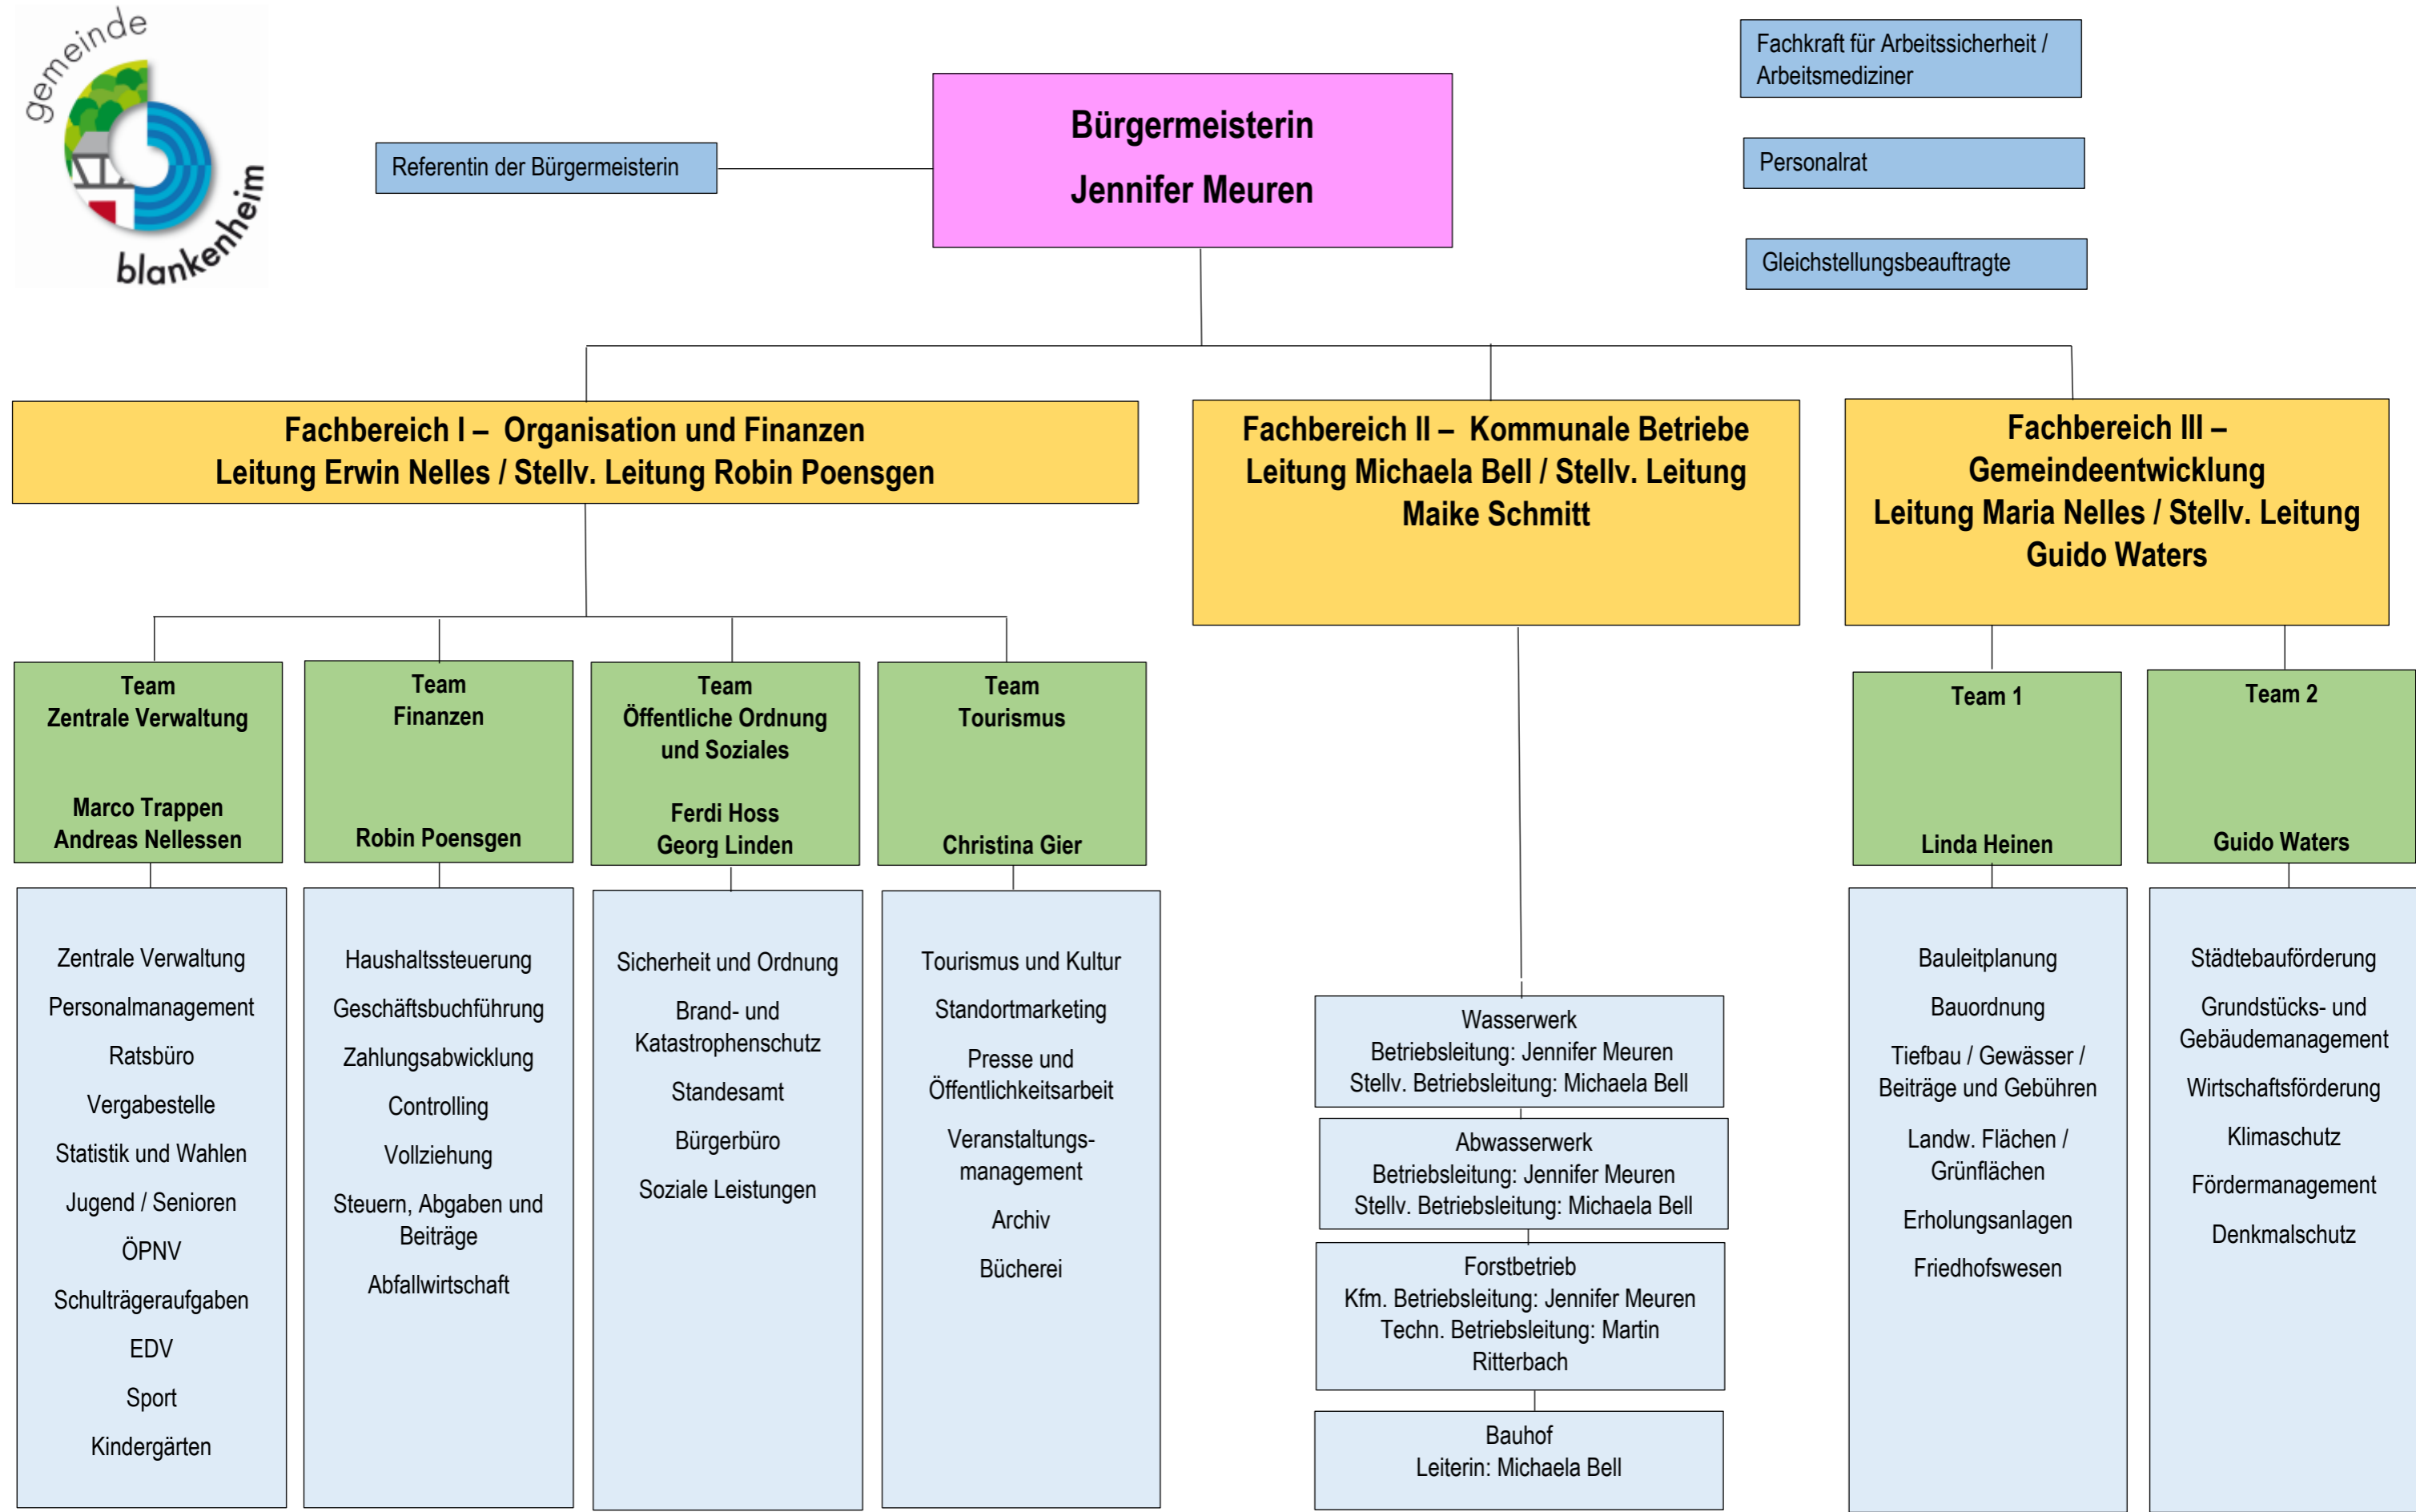 gemeinde
blankenheim
Fachkraft für Arbeitssicherheit /
Arbeitsmediziner
Bürgermeisterin
Jennifer Meuren
Referentin der Bürgermeisterin
Personalrat
Gleichstellungsbeauftragte
Fachbereich I – Organisation und Finanzen
Leitung Erwin Nelles / Stellv. Leitung Robin Poensgen
Fachbereich II – Kommunale Betriebe
Leitung Michaela Bell / Stellv. Leitung
Maike Schmitt
Fachbereich III –
Gemeindeentwicklung
Leitung Maria Nelles / Stellv. Leitung
Guido Waters
Team
Zentrale Verwaltung
Marco Trappen
Andreas Nellessen
Team
Finanzen
Robin Poensgen
Team
Öffentliche Ordnung
und Soziales
Ferdi Hoss
Georg Linden
Team
Tourismus
Christina Gier
Team 1
Linda Heinen
Team 2
Guido Waters
Zentrale Verwaltung
Personalmanagement
Ratsbüro
Vergabestelle
Statistik und Wahlen
Jugend / Senioren
ÖPNV
Schulträgeraufgaben
EDV
Sport
Kindergärten
Haushaltssteuerung
Geschäftsbuchführung
Zahlungsabwicklung
Controlling
Vollziehung
Steuern, Abgaben und
Beiträge
Abfallwirtschaft
Sicherheit und Ordnung
Brand- und
Katastrophenschutz
Standesamt
Bürgerbüro
Soziale Leistungen
Tourismus und Kultur
Standortmarketing
Presse und
Öffentlichkeitsarbeit
Veranstaltungs-
management
Archiv
Bücherei
Wasserwerk
Betriebsleitung: Jennifer Meuren
Stellv. Betriebsleitung: Michaela Bell
Abwasserwerk
Betriebsleitung: Jennifer Meuren
Stellv. Betriebsleitung: Michaela Bell
Forstbetrieb
Kfm. Betriebsleitung: Jennifer Meuren
Techn. Betriebsleitung: Martin
Ritterbach
Bauhof
Leiterin: Michaela Bell
Bauleitplanung
Bauordnung
Tiefbau / Gewässer /
Beiträge und Gebühren
Landw. Flächen /
Grünflächen
Erholungsanlagen
Friedhofswesen
Städtebauförderung
Grundstücks- und
Gebäudemanagement
Wirtschaftsförderung
Klimaschutz
Fördermanagement
Denkmalschutz